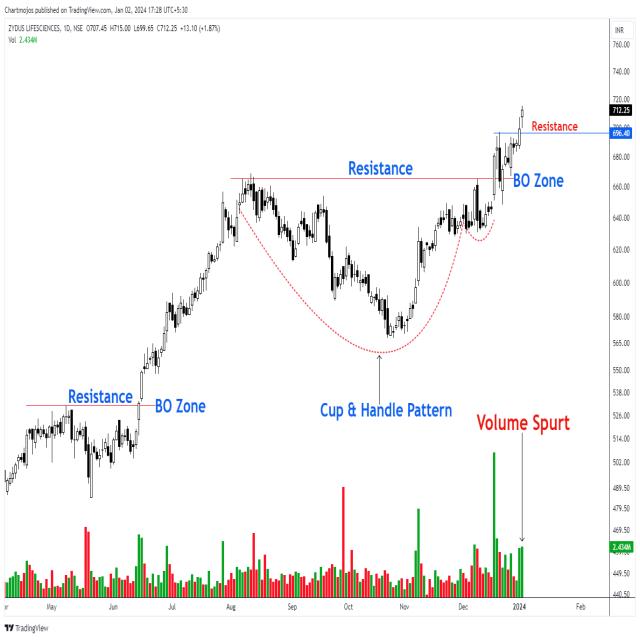 Chartmojos published on TradingView.com, Jan 02, 2024 17:28 UTC+5:30
ZYDUS LIFESCIENCES, 1D, NSE O707.45 H715.00 L699.65 C712.25 +13.10 (+1.87%)
Vol 2.434M
INR
760.00
740.00
720.00
712.25
Resistance
696.40
680.00
Resistance
BO Zone
660.00
640.00
620.00
600.00
580.00
565.00
550.00
538.00
Resistance
BO Zone
Cup & Handle Pattern
526.00
Volume Spurt
514.00
502.00
489.50
477.50
2.434M
449.50
440.50
May
Jun
Jul
Aug
Sep
Oct
Nov
Dec
2024
Feb
TradingView